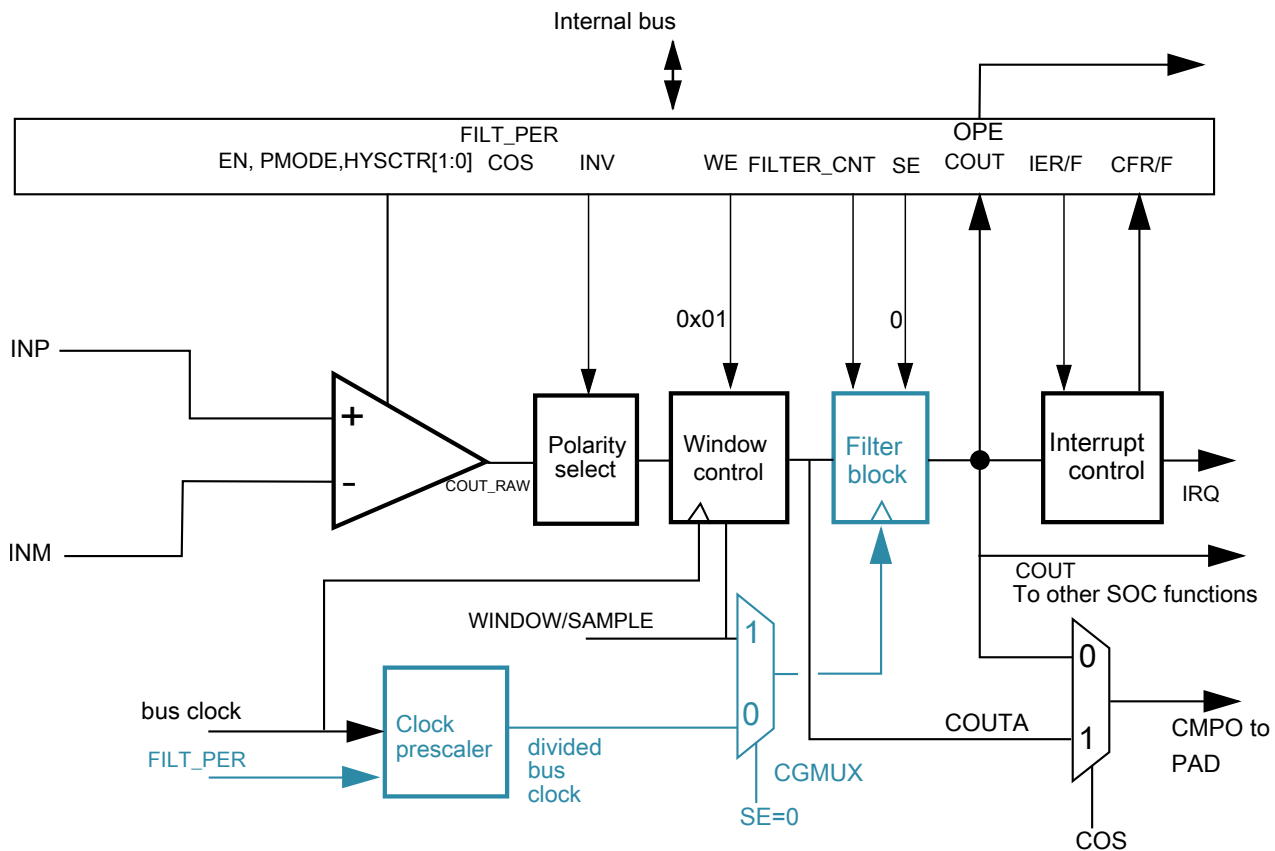 Internal bus
FILT_PER
OPE
EN, PMODE,HYSCTR[1:0]
COS
INV
WE
FILTER_CNT
SE
COUT
IER/F
CFR/F
0x01
0
INP
+
-
INM
COUT_RAW
Polarity
select
Window
control
Filter
block
Interrupt
control
IRQ
COUT
To other SOC functions
WINDOW/SAMPLE
1
0
bus clock
FILT_PER
Clock
prescaler
divided
bus
clock
CGMUX
SE=0
COUTA
0
1
CMPO to
PAD
COS